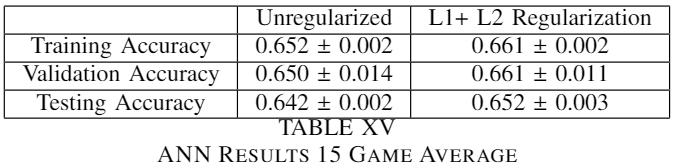 Unregularized L1+ L2 Regularization
Training Accuracy 0.652 ± 0.002 0.661 ± 0.002
Validation Accuracy 0.650 ± 0.014 0.661 ± 0.011
Testing Accuracy 0.642 ± 0.002 0.652 ± 0.003
TABLE XV
ANN RESULTS 15 GAME AVERAGE